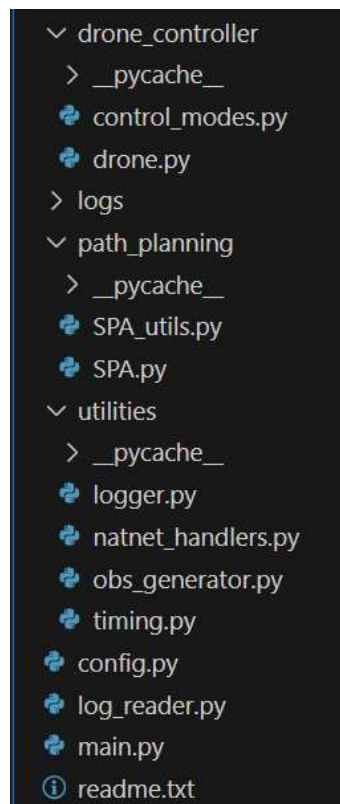 drone_controller
__pycache__
control_modes.py
drone.py
logs
path_planning
__pycache__
SPA_utils.py
SPA.py
utilities
__pycache__
logger.py
natnet_handlers.py
obs_generator.py
timing.py
config.py
log_reader.py
main.py
readme.txt